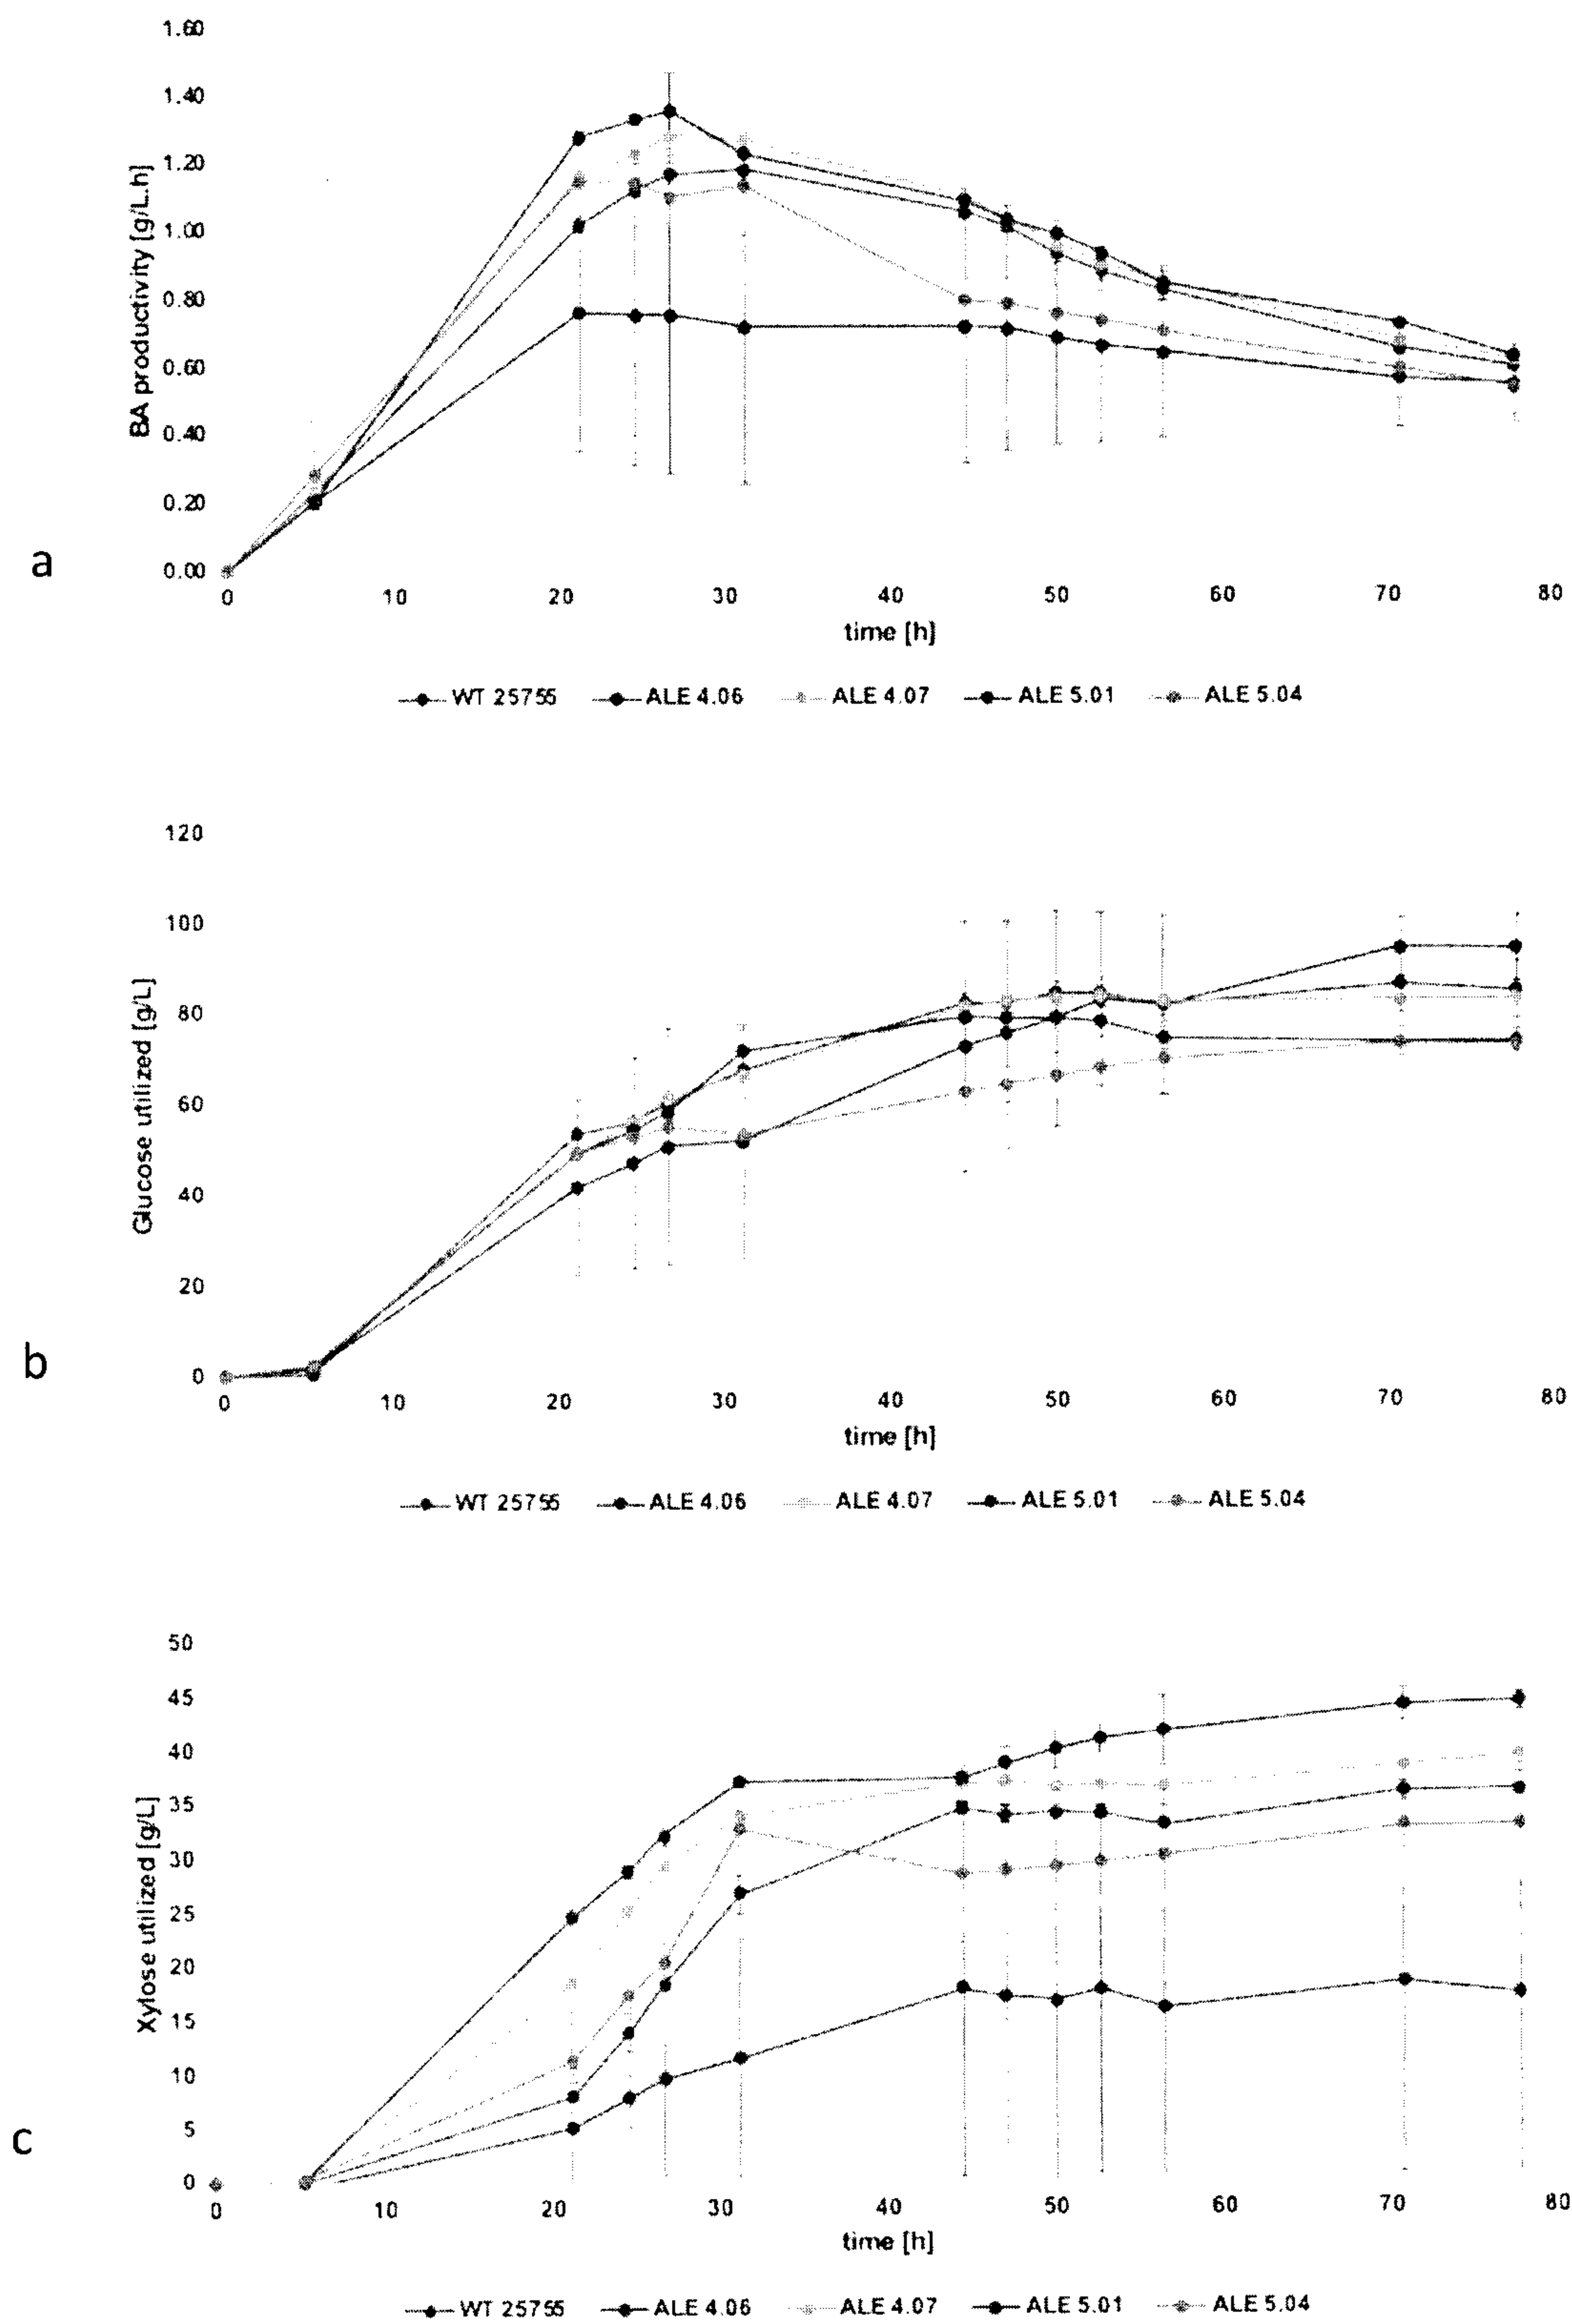 1.60
1.40
1.20
1.00
0.80
0.60
0.40
0.20
0.00
BA productivity [g/L.h]
a
0 10 20 30 40 50 60 70 80
time [h]
WT 25755 ALE 4.06 ALE 4.07 ALE 5.01 ALE 5.04
120
100
80
60
40
20
0
Glucose utilized [g/L]
b
0 10 20 30 40 50 60 70 80
time [h]
WT 25755 ALE 4.06 ALE 4.07 ALE 5.01 ALE 5.04
50
45
40
35
30
25
20
15
10
5
0
Xylose utilized [g/L]
c
0 10 20 30 40 50 60 70 80
time [h]
WT 25755 ALE 4.06 ALE 4.07 ALE 5.01 ALE 5.04